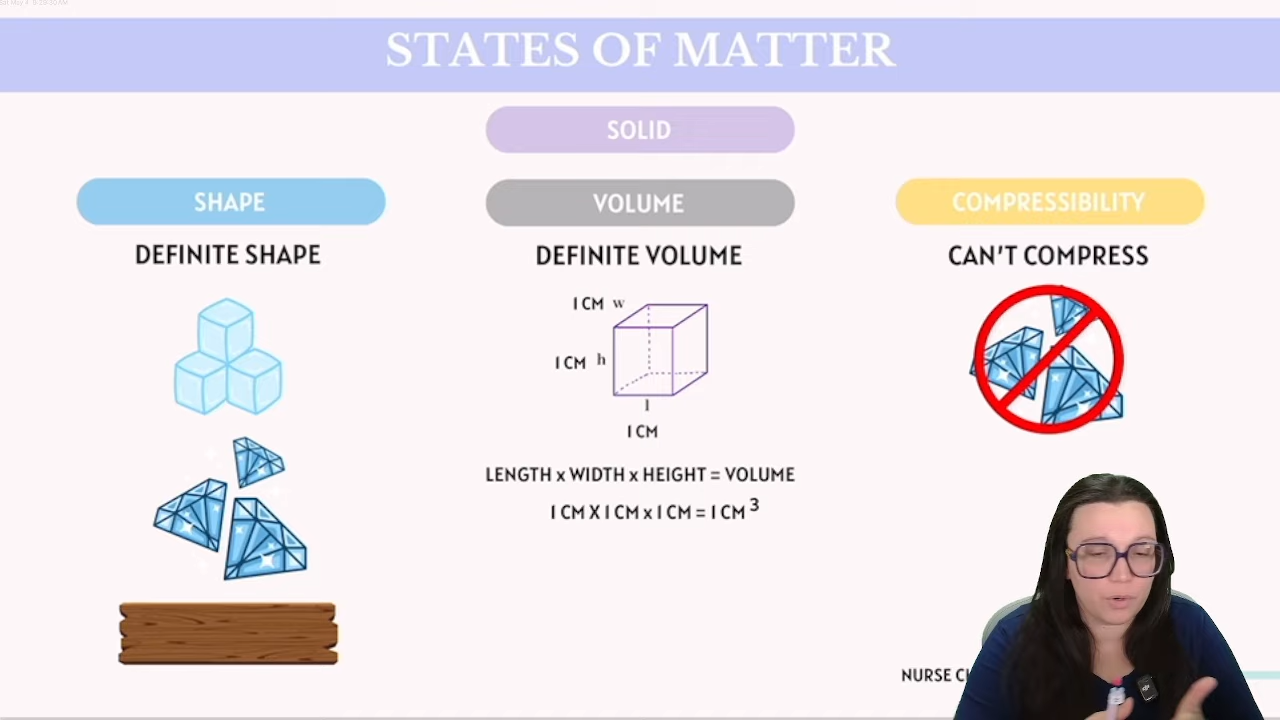 STATES OF MATTER
SOLID
SHAPE
VOLUME
COMPRESSIBILITY
DEFINITE SHAPE
DEFINITE VOLUME
CAN'T COMPRESS
1 CM w
1 CM h
l
1 CM
LENGTH x WIDTH x HEIGHT = VOLUME
1 CM X 1 CM x 1 CM = 1 CM 3
NURSE